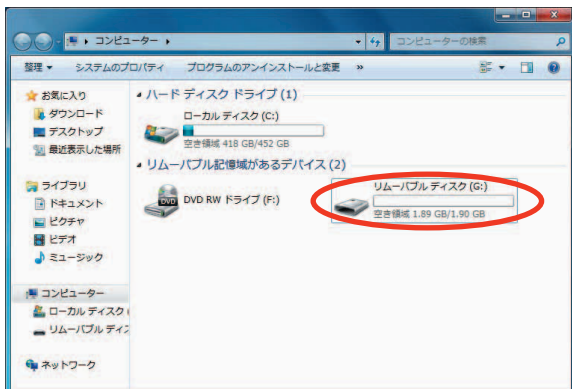 コンピューター
コンピューターの検索
整理 システムのプロパティ プログラムのアンインストールと変更 »
お気に入り
ダウンロード
デスクトップ
最近表示した場所
ライブラリ
ドキュメント
ピクチャ
ビデオ
ミュージック
コンピューター
ローカル ディスク
リムーバブル ディス
ネットワーク
ハード ディスク ドライブ (1)
ローカル ディスク (C:)
空き領域 418 GB/452 GB
リムーバブル記憶域があるデバイス (2)
DVD RW ドライブ (F:)
リムーバブル ディスク (G:)
空き領域 1.89 GB/1.90 GB